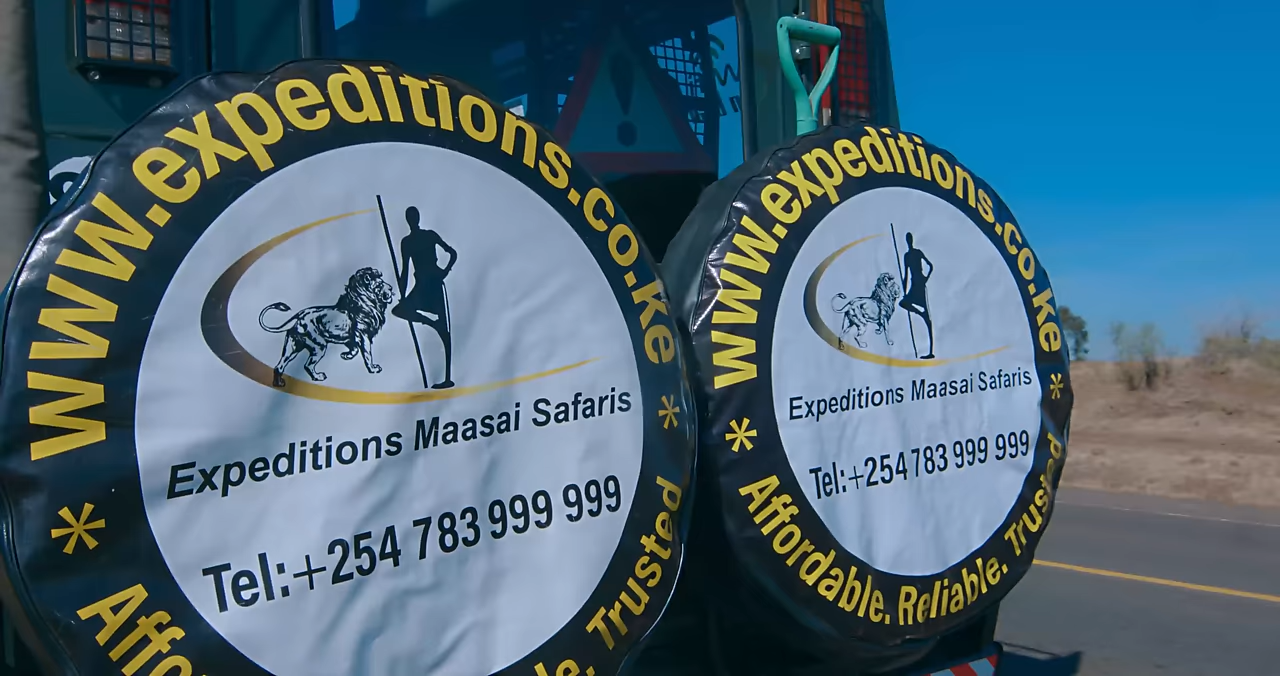 www.expeditions.co.ke
Expeditions Maasai Safaris
Tel:+254 783 999 999
* Trusted *
www.expeditions.co.ke
Expeditions Maasai Safaris
Tel:+254 783 999 999
* Affordable. Reliable. Trusted *